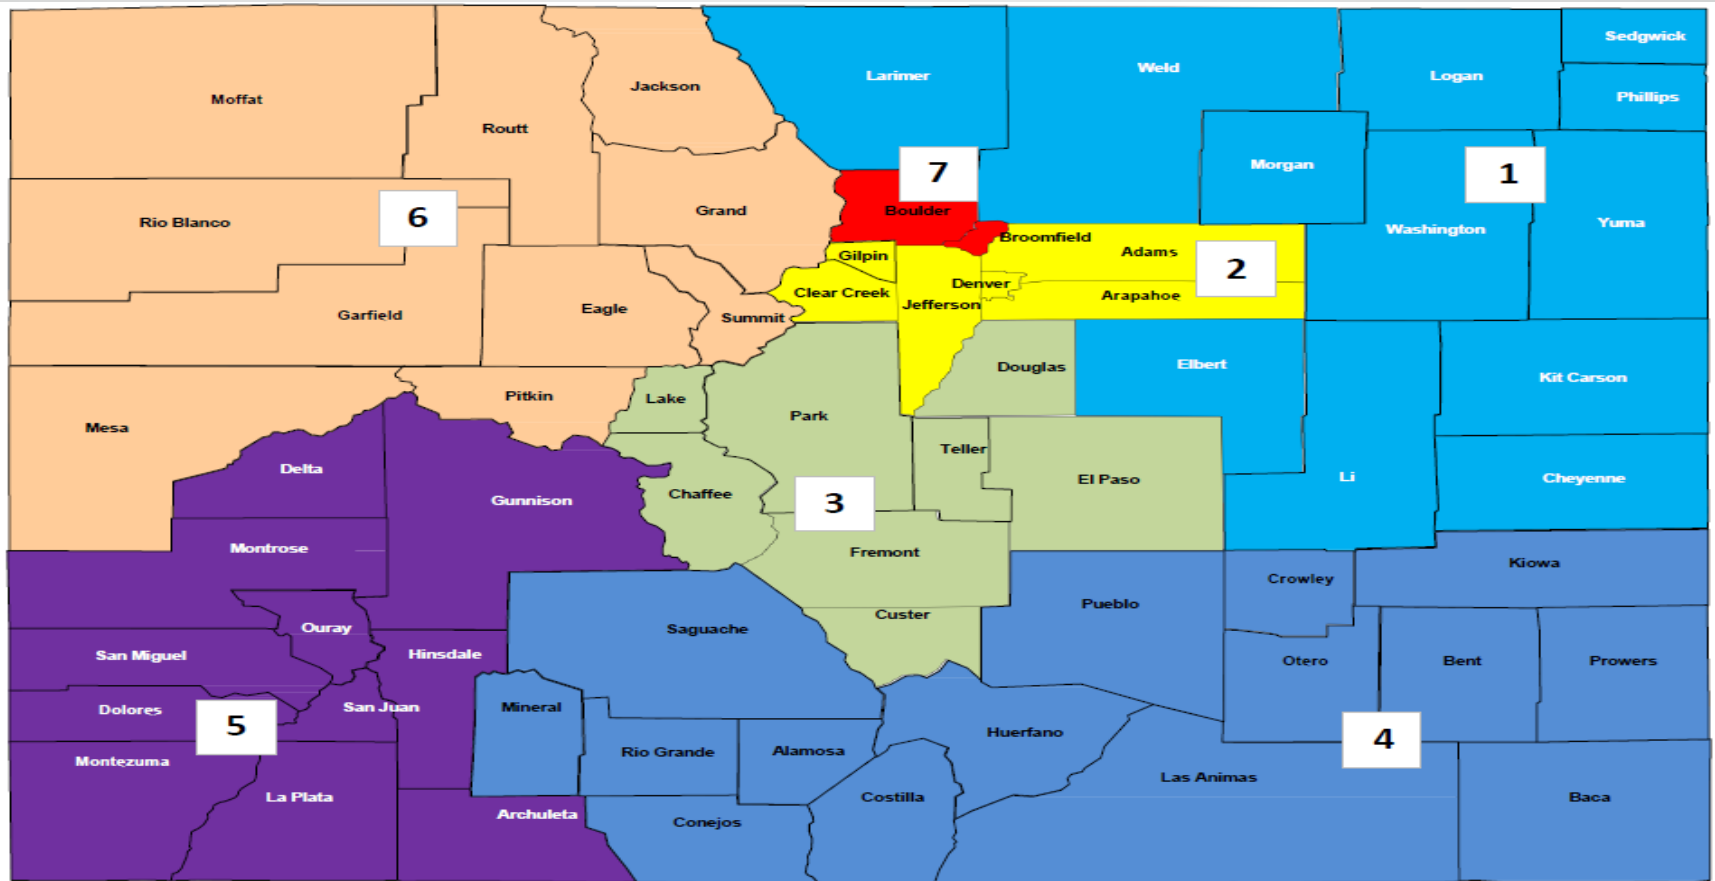 Sedgwick
Larimer
Weld
Logan
Moffat
Jackson
Phillips
Routt
Morgan
7
1
Rio Blanco
6
Grand
Boulder
Washington
Yuma
Broomfield
Gilpin
Adams
2
Clear Creek
Denver
Arapahoe
Garfield
Eagle
Summit
Jefferson
Douglas
Elbert
Kit Carson
Pitkin
Lake
Park
Mesa
Teller
Delta
Gunnison
Chaffee
3
El Paso
Li
Cheyenne
Montrose
Fremont
Kiowa
Crowley
Pueblo
Custer
Ouray
Saguache
San Miguel
Hinsdale
Otero
Bent
Prowers
Dolores
San Juan
Mineral
5
Huerfano
4
Rio Grande
Alamosa
Montezuma
Las Animas
La Plata
Costilla
Baca
Archuleta
Conejos